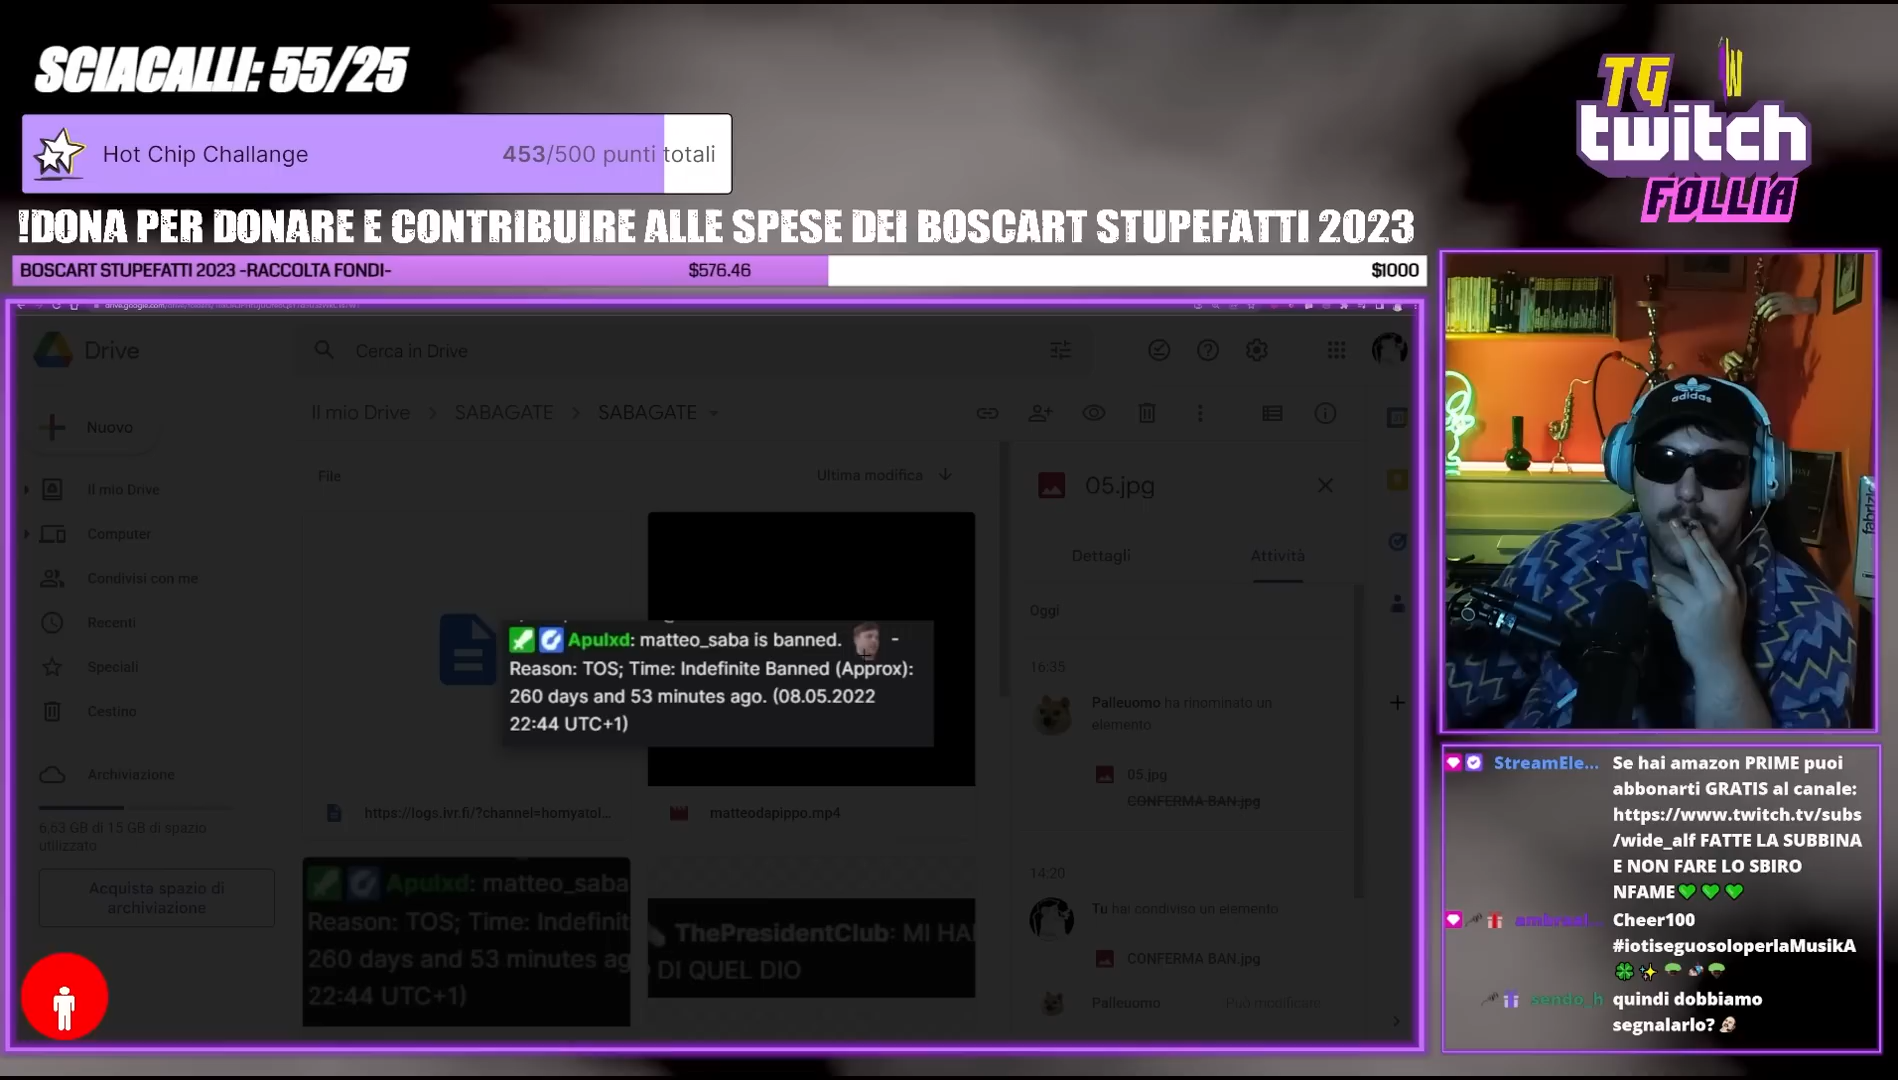 SCIACALLI: 55/25
Hot Chip Challange
453/500 punti totali
TG
twitch
FOLLIA
!DONA PER DONARE E CONTRIBUIRE ALLE SPESE DEI BOSCART STUPEFATTI 2023
BOSCART STUPEFATTI 2023 -RACCOLTA FONDI-
$576.46
$1000
Drive
Cerca in Drive
Il mio Drive
SABAGATE
SABAGATE
Nuovo
Il mio Drive
Computer
Condivisi con me
Recenti
Speciali
Cestino
Archiviazione
6,63 GB di 15 GB di spazio
utilizzato
Acquista spazio di
archiviazione
File
Ultima modifica
Apulxd: matteo_saba is banned. -
Reason: TOS; Time: Indefinite Banned (Approx):
260 days and 53 minutes ago. (08.05.2022
22:44 UTC+1)
https://logs.ivr.fi/?channel=homyatol...
matteodapippo.mp4
Apulxd: matteo_saba
Reason: TOS; Time: Indefinit
260 days and 53 minutes ag
22:44 UTC+1)
ThePresidentClub: MI HA
DI QUEL DIO
05.jpg
Dettagli
Attività
Oggi
16:35
Palleuomo ha rinominato un
elemento
05.jpg
CONFERMA BAN.jpg
14:20
Tu hai condiviso un elemento
CONFERMA BAN.jpg
Palleuomo
Può modificare
adidas
StreamEle...
Se hai amazon PRIME puoi
abbonarti GRATIS al canale:
https://www.twitch.tv/subs
/wide_alf FATTE LA SUBBINA
E NON FARE LO SBIRO
NFAME
Cheer100
#iotiseguosoloperlaMusikA
sendo_h
quindi dobbiamo
segnalarlo?